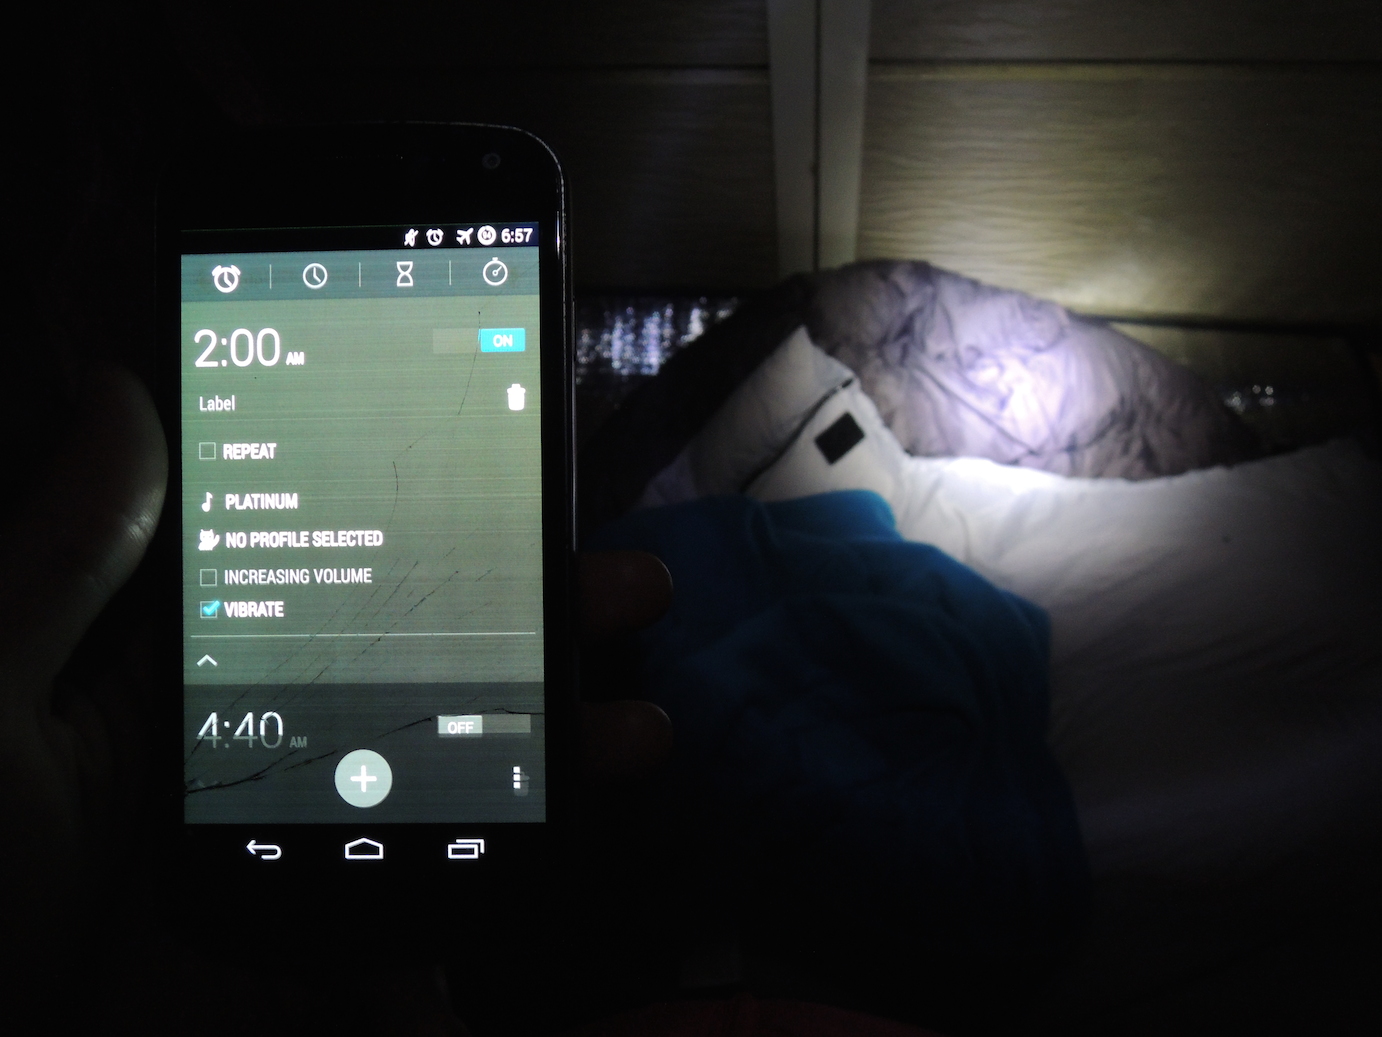 6:57
2:00 AM ON
Label
REPEAT
PLATINUM
NO PROFILE SELECTED
INCREASING VOLUME
VIBRATE
4:40 AM OFF